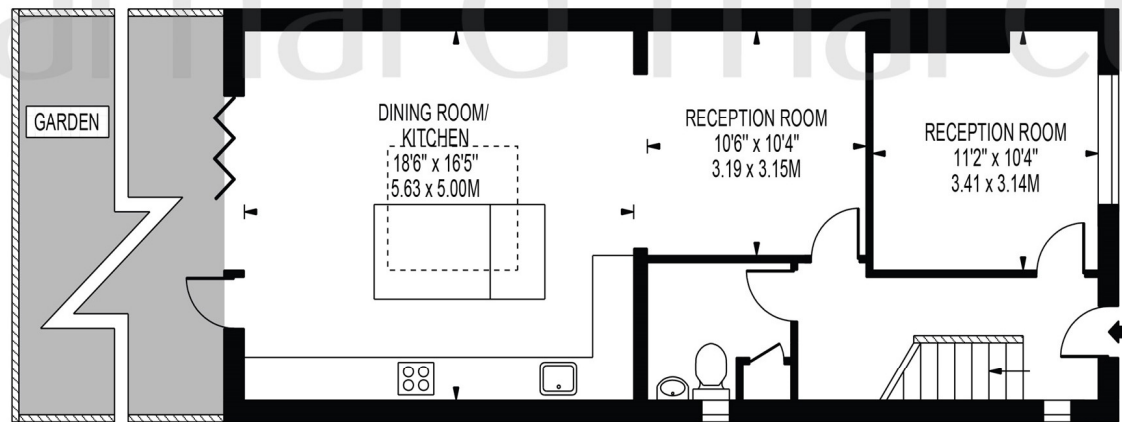 GARDEN
DINING ROOM/
KITCHEN
18'6" x 16'5"
5.63 x 5.00M
RECEPTION ROOM
10'6" x 10'4"
3.19 x 3.15M
RECEPTION ROOM
11'2" x 10'4"
3.41 x 3.14M